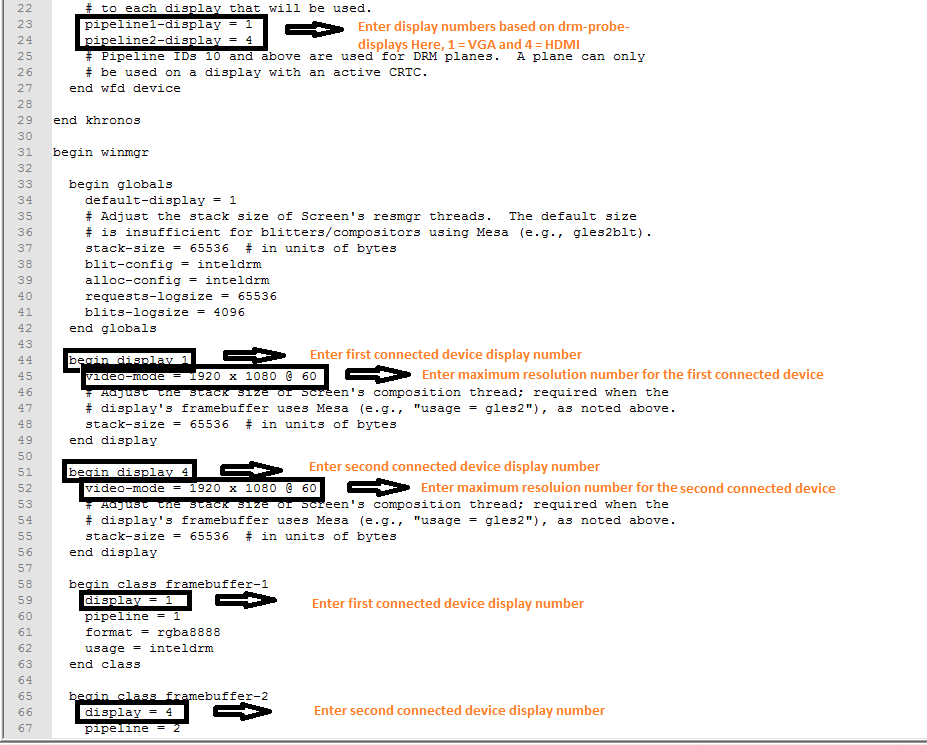 22 # to each display that will be used.
23 pipeline1-display = 1 Enter display numbers based on drm-probe-
24 pipeline2-display = 4 displays Here, 1 = VGA and 4 = HDMI
25 # Pipeline IDs 10 and above are used for DRM planes. A plane can only
26 # be used on a display with an active CRTC.
27 end wfd device
28
29 end khronos
30
31 begin winmgr
32
33 begin globals
34 default-display = 1
35 # Adjust the stack size of Screen's resmgr threads. The default size
36 # is insufficient for blitters/compositors using Mesa (e.g., gles2blt).
37 stack-size = 65536 # in units of bytes
38 blit-config = inteldrm
39 alloc-config = inteldrm
40 requests-logsize = 65536
41 blits-logsize = 4096
42 end globals
43
44 begin display 1 Enter first connected device display number
45 video-mode = 1920 x 1080 @ 60 Enter maximum resolution number for the first connected device
46 # Adjust the stack size of Screen's composition thread; required when the
47 # display's framebuffer uses Mesa (e.g., "usage = gles2"), as noted above.
48 stack-size = 65536 # in units of bytes
49 end display
50
51 begin display 4 Enter second connected device display number
52 video-mode = 1920 x 1080 @ 60 Enter maximum resoluion number for the second connected device
53 # Adjust the stack size of Screen's composition thread; required when the
54 # display's framebuffer uses Mesa (e.g., "usage = gles2"), as noted above.
55 stack-size = 65536 # in units of bytes
56 end display
57
58 begin class framebuffer-1
59 display = 1 Enter first connected device display number
60 pipeline = 1
61 format = rgba8888
62 usage = inteldrm
63 end class
64
65 begin class framebuffer-2
66 display = 4 Enter second connected device display number
67 pipeline = 2